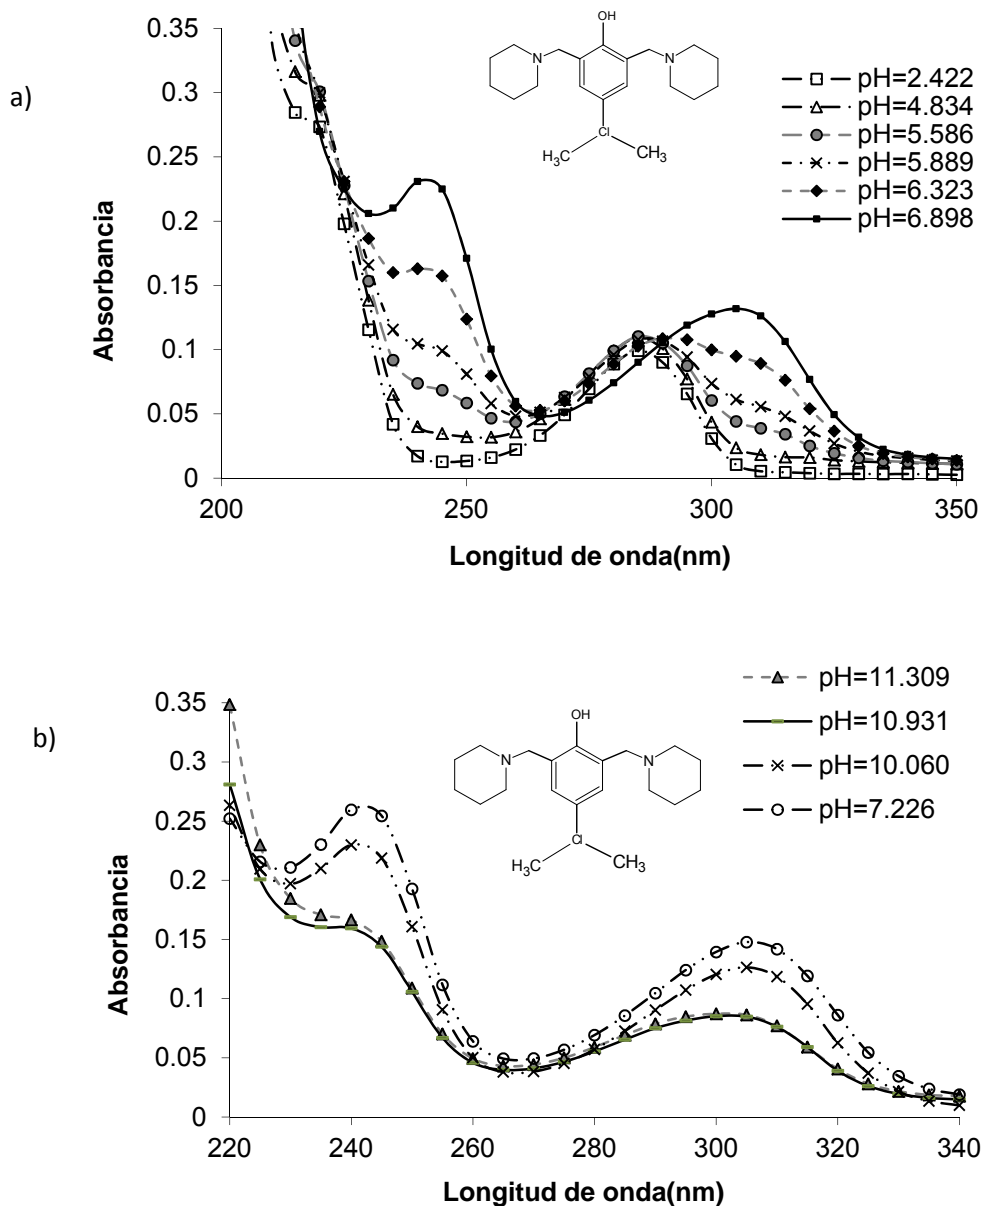 a)
Absorbancia
0.35
0.3
0.25
0.2
0.15
0.1
0.05
0
200
250
300
350
Longitud de onda(nm)
OH
N
N
Cl
H3C
CH3
pH=2.422
pH=4.834
pH=5.586
pH=5.889
pH=6.323
pH=6.898
b)
Absorbancia
0.35
0.3
0.25
0.2
0.15
0.1
0.05
0
220
240
260
280
300
320
340
Longitud de onda(nm)
OH
N
N
Cl
H3C
CH3
pH=11.309
pH=10.931
pH=10.060
pH=7.226